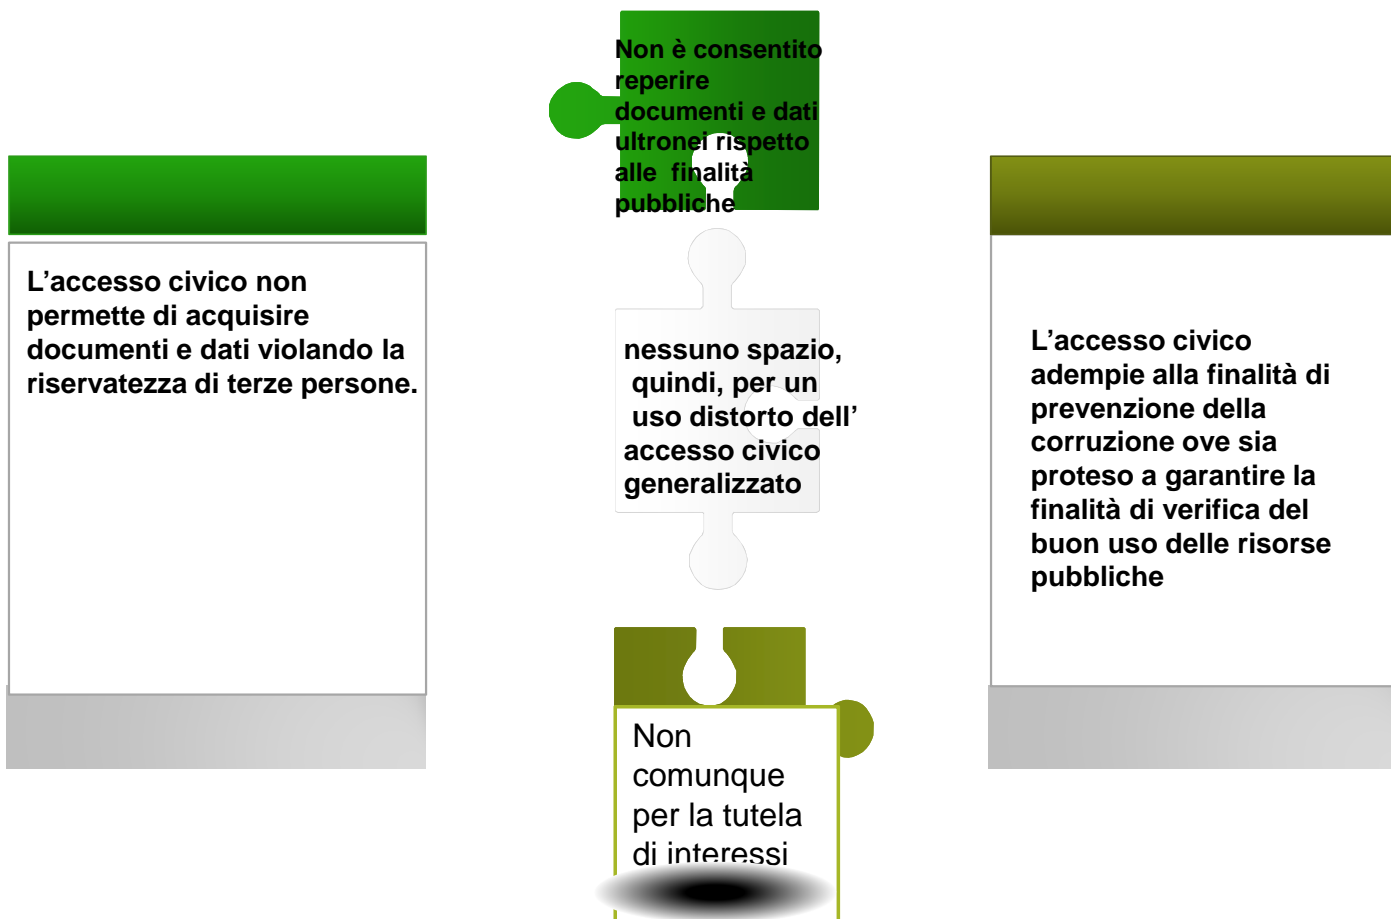 Non è consentito
reperire
documenti e dati
ultronei rispetto
alle finalità
pubbliche
L’accesso civico non
permette di acquisire
documenti e dati violando la
riservatezza di terze persone.
nessuno spazio,
quindi, per un
uso distorto dell’
accesso civico
generalizzato
L’accesso civico
adempie alla finalità di
prevenzione della
corruzione ove sia
proteso a garantire la
finalità di verifica del
buon uso delle risorse
pubbliche
Non
comunque
per la tutela
di interessi